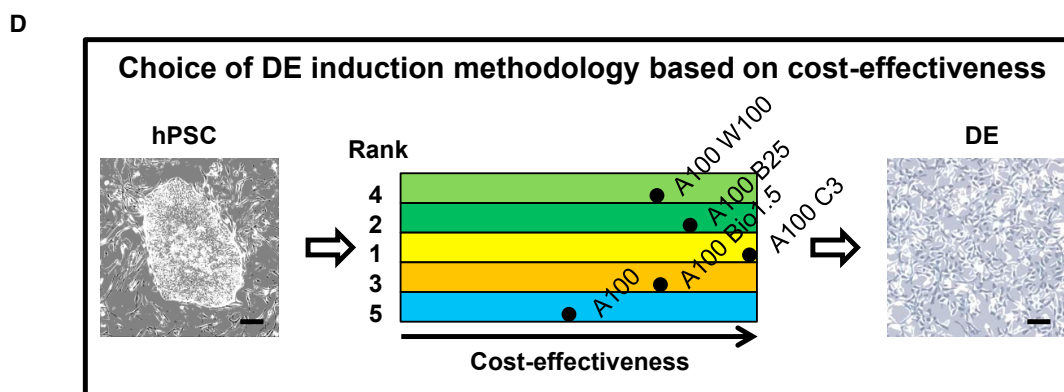 D
Choice of DE induction methodology based on cost-effectiveness
hPSC
Rank
DE
4
A100 W100
2
A100 B25
1
A100 C3
3
A100 Bio1.5
5
A100
Cost-effectiveness